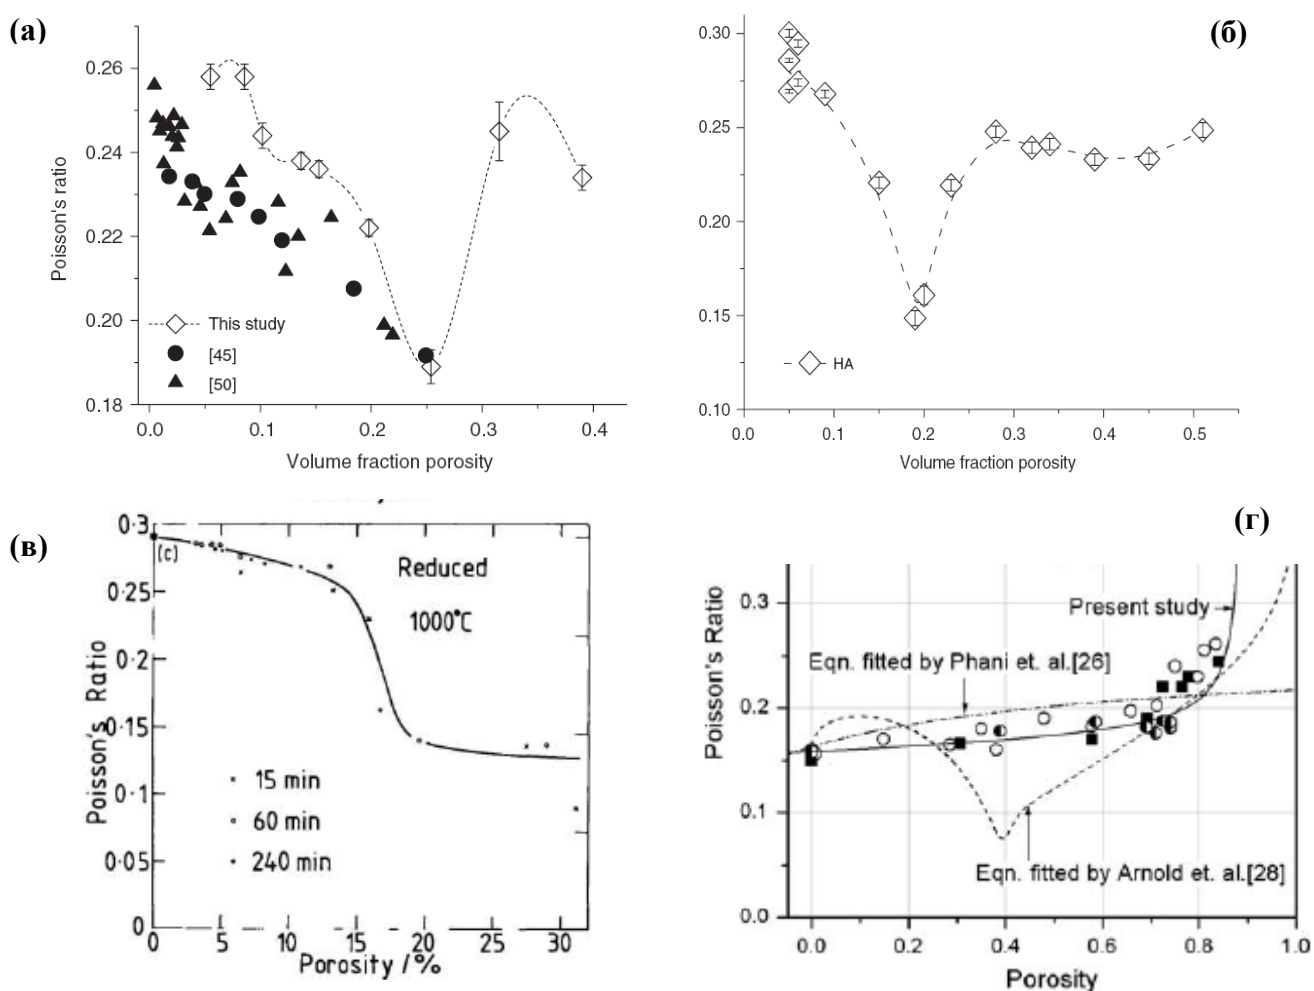 (а)
0.26
0.24
0.22
0.20
0.18
Poisson's ratio
This study
[45]
[50]
0.0 0.1 0.2 0.3 0.4
Volume fraction porosity
(б)
0.30
0.25
0.20
0.15
0.10
HA
0.0 0.1 0.2 0.3 0.4 0.5
Volume fraction porosity
(в)
0·3
0·25
0·2
0·15
0·1
0·05
0
Poisson's Ratio
(c)
Reduced
1000°C
15 min
60 min
240 min
0 5 10 15 20 25 30
Porosity /%
(г)
0.3
0.2
0.1
0.0
Poisson's Ratio
Present study
Eqn. fitted by Phani et. al.[26]
Eqn. fitted by Arnold et. al.[28]
0.0 0.2 0.4 0.6 0.8 1.0
Porosity